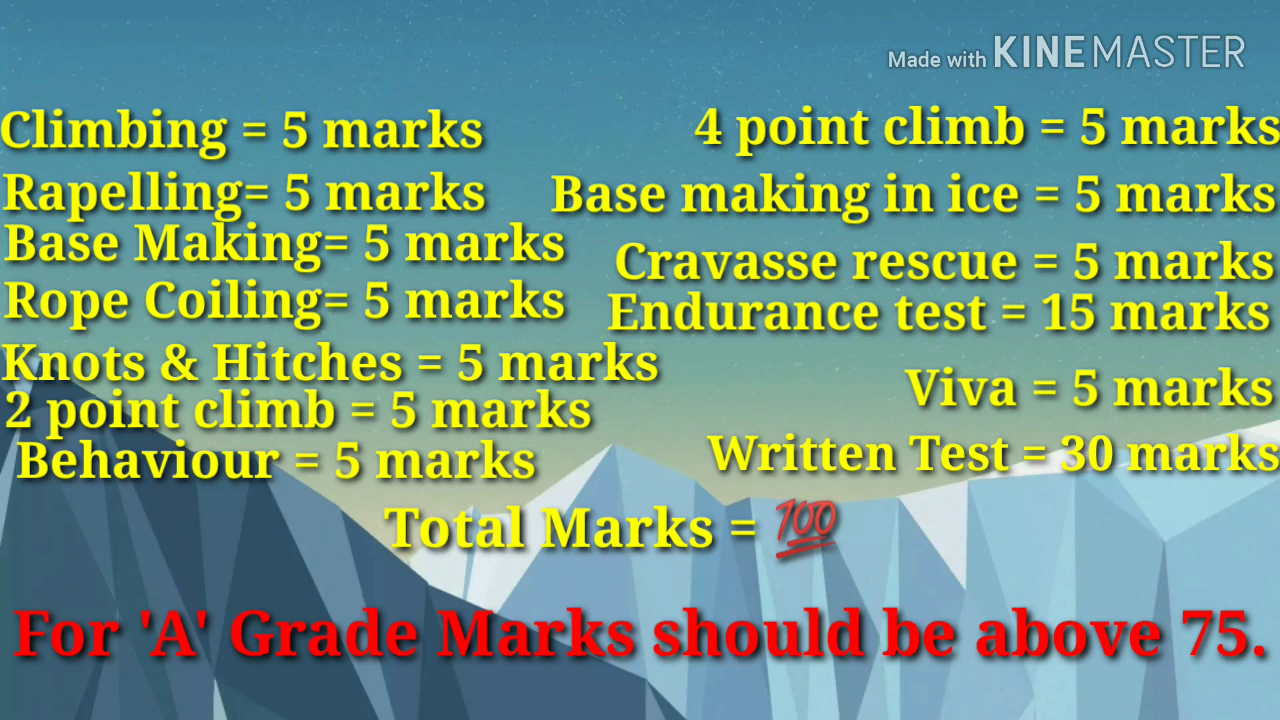 Made with KINEMASTER
Climbing = 5 marks
Rapelling= 5 marks
Base Making= 5 marks
Rope Coiling= 5 marks
Knots & Hitches = 5 marks
2 point climb = 5 marks
Behaviour = 5 marks
4 point climb = 5 marks
Base making in ice = 5 marks
Cravasse rescue = 5 marks
Endurance test = 15 marks
Viva = 5 marks
Written Test = 30 marks
Total Marks = 💯
For 'A' Grade Marks should be above 75.